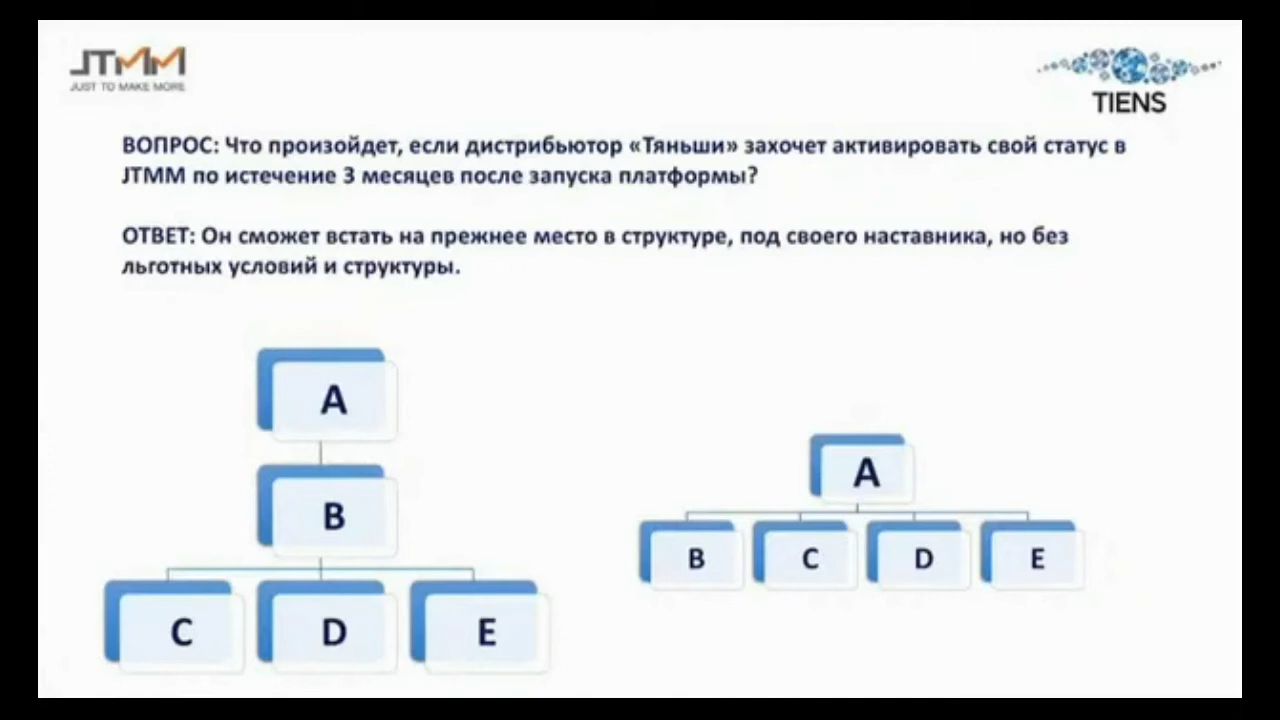 JTMM
JUST TO MAKE MORE
TIENS
ВОПРОС: Что произойдет, если дистрибьютор «Тяньши» захочет активировать свой статус в
JTMM по истечение 3 месяцев после запуска платформы?
ОТВЕТ: Он сможет встать на прежнее место в структуре, под своего наставника, но без
льготных условий и структуры.
A
B
C D E
A
B C D E